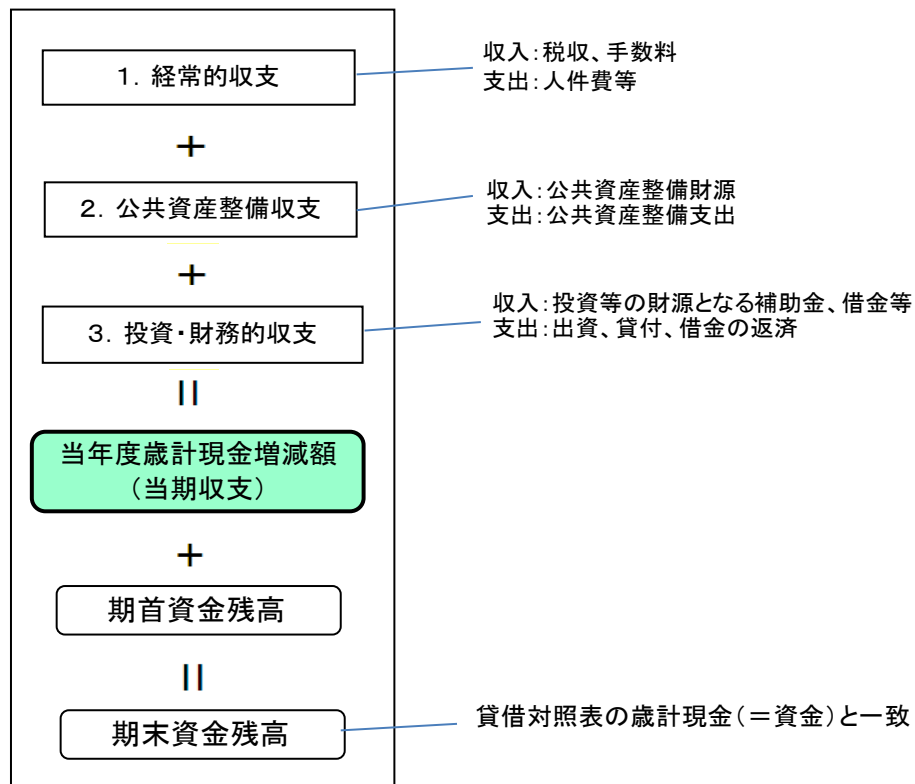 1．経常的収支
収入：税収、手数料
支出：人件費等
＋
２．公共資産整備収支
収入：公共資産整備財源
支出：公共資産整備支出
＋
３．投資・財務的収支
収入：投資等の財源となる補助金、借金等
支出：出資、貸付、借金の返済
＝
当年度歳計現金増減額
（当期収支）
＋
期首資金残高
＝
期末資金残高
貸借対照表の歳計現金（＝資金）と一致